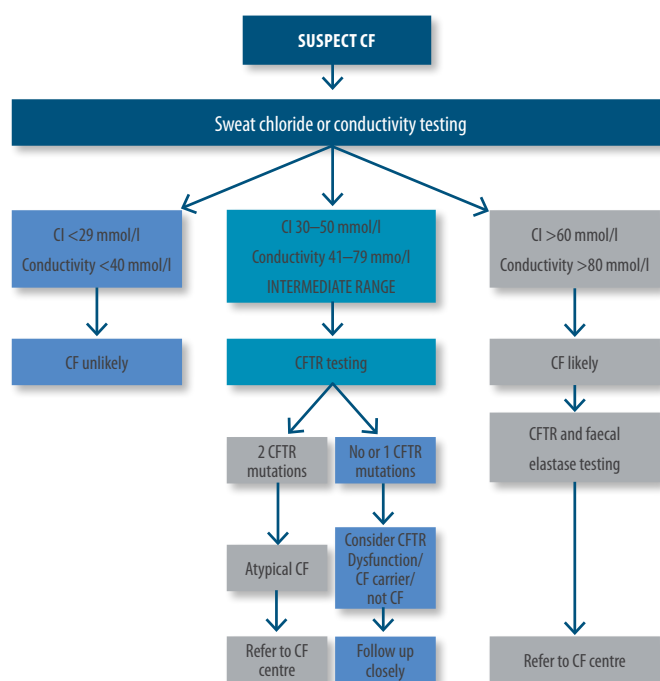 SUSPECT CF
Sweat chloride or conductivity testing
CI <29 mmol/l
Conductivity <40 mmol/l
CI 30–50 mmol/l
Conductivity 41–79 mmo/l
INTERMEDIATE RANGE
CI >60 mmol/l
Conductivity >80 mmol/l
CF unlikely
CFTR testing
CF likely
2 CFTR
mutations
No or 1 CFTR
mutations
CFTR and faecal
elastase testing
Atypical CF
Consider CFTR
Dysfunction/
CF carrier/
not CF
Refer to CF
centre
Follow up
closely
Refer to CF centre